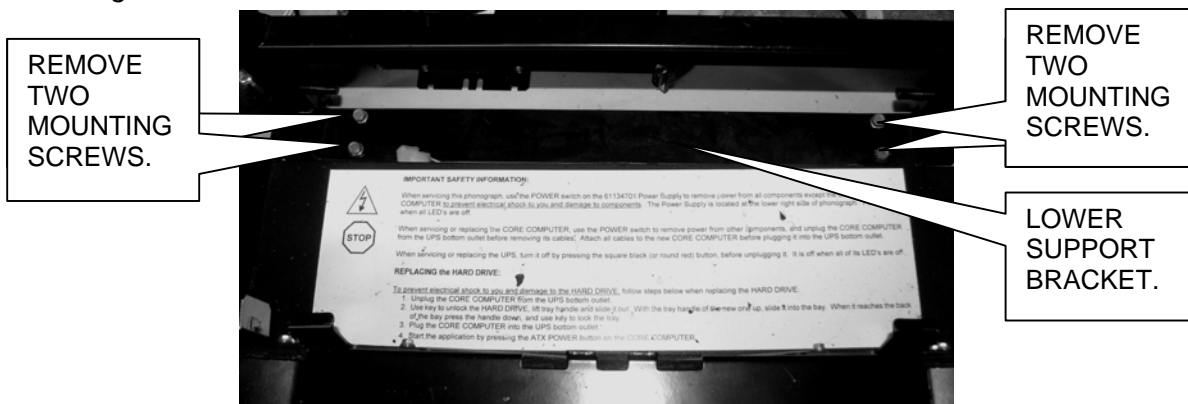 REMOVE
TWO
MOUNTING
SCREWS.
REMOVE
TWO
MOUNTING
SCREWS.
LOWER
SUPPORT
BRACKET.
STOP
IMPORTANT SAFETY INFORMATION:
When servicing this phonograph, use the POWER switch on the 61134701 Power Supply to remove power from all components except the
COMPUTER to prevent electrical shock to you and damage to components. The Power Supply is located at the lower right side of phonograph.
when all LED's are off.
When servicing or replacing the CORE COMPUTER, use the POWER switch to remove power from other components, and unplug the CORE COMPUTER
from the UPS bottom outlet before removing its cables. Attach all cables to the new CORE COMPUTER before plugging it into the UPS bottom outlet.
When servicing or replacing the UPS, turn it off by pressing the square black (or round red) button, before unplugging it. It is off when all of its LED's are off.
REPLACING the HARD DRIVE:
To prevent electrical shock to you and damage to the HARD DRIVE, follow steps below when replacing the HARD DRIVE.
1. Unplug the CORE COMPUTER from the UPS bottom outlet.
2. Use key to unlock the HARD DRIVE, lift tray handle and slide it out. With the tray handle of the new one up, slide it into the bay. When it reaches the back
of the bay press the handle down, and use key to lock the tray.
3. Plug the CORE COMPUTER into the UPS bottom outlet.
4. Start the application by pressing the ATX POWER button on the CORE COMPUTER.